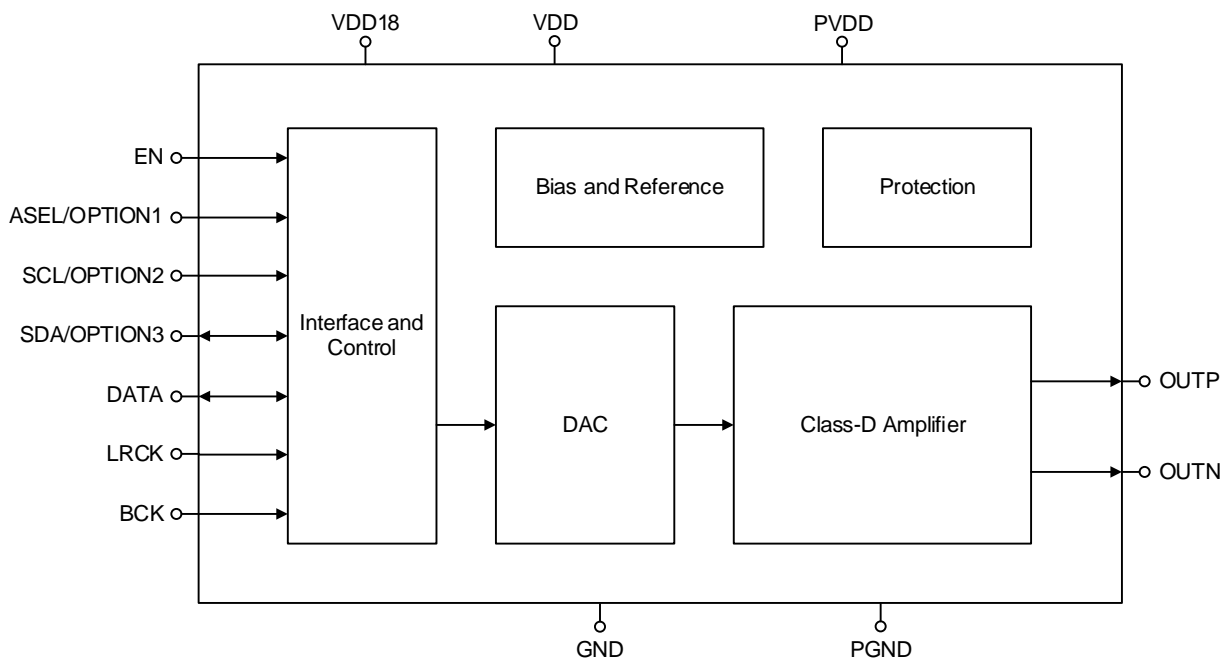 VDD18
VDD
PVDD
EN
ASEL/OPTION1
SCL/OPTION2
SDA/OPTION3
DATA
LRCK
BCK
Interface and
Control
Bias and Reference
Protection
DAC
Class-D Amplifier
OUTP
OUTN
GND
PGND